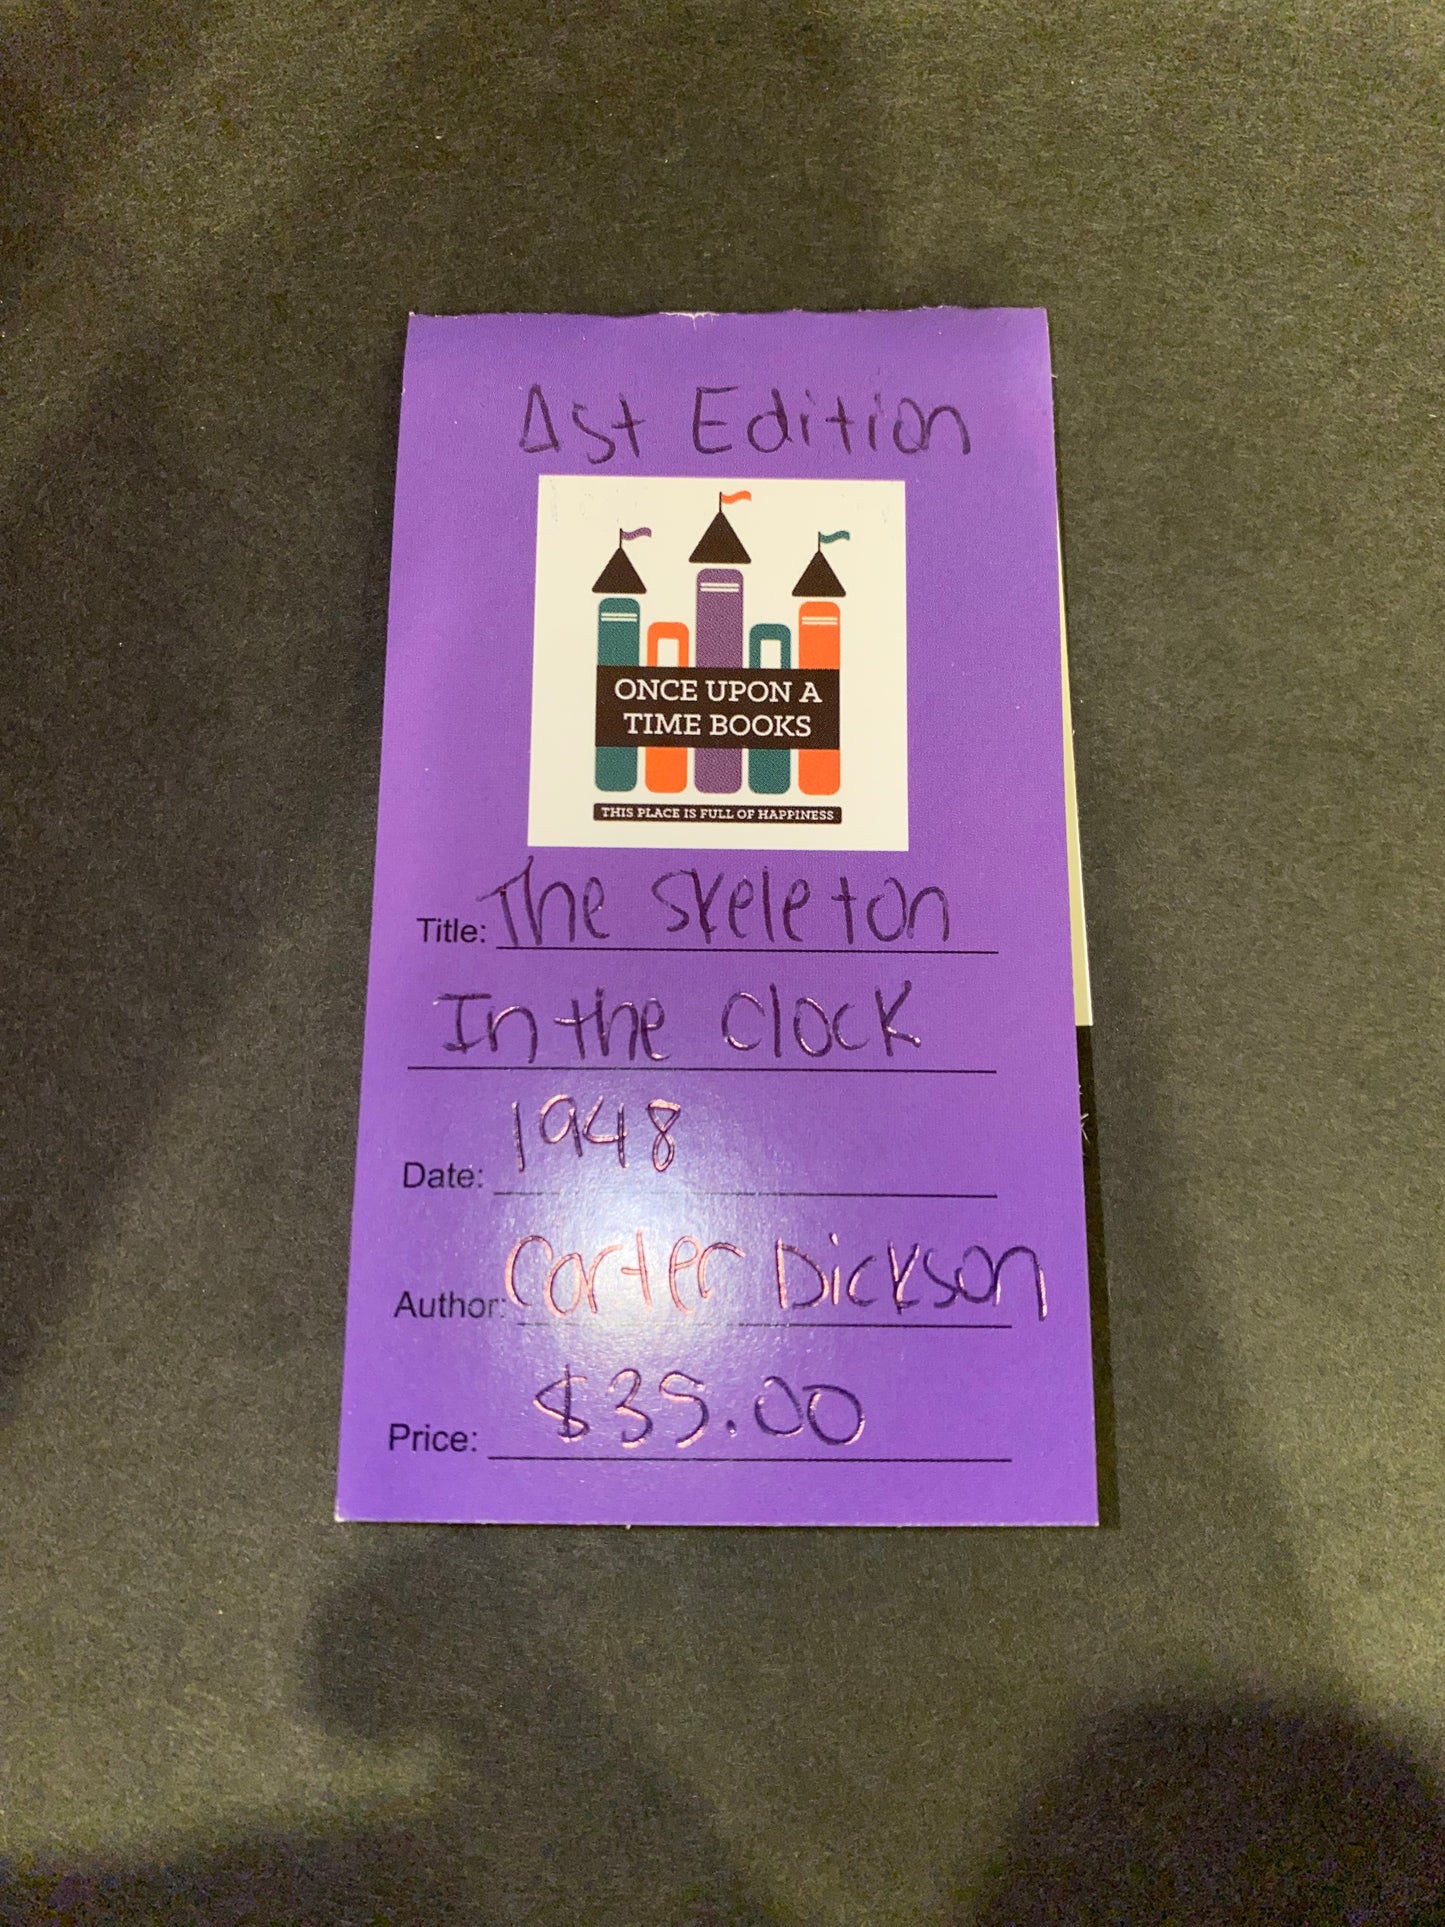 1st Edition
ONCE UPON A
TIME BOOKS
THIS PLACE IS FULL OF HAPPINESS
Title: The Skeleton
In the Clock
Date: 1948
Author: Carter Dickson
Price: $35.00